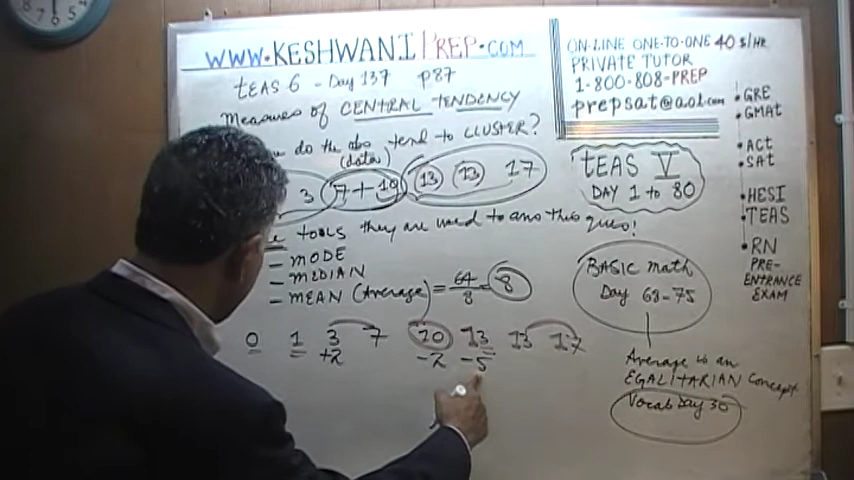 WWW.KESHWANIPREP.COM
TEAS 6 - Day 137 P87
Measures of CENTRAL TENDENCY
do the obs tend to CLUSTER?
(data)
3 7 + 10 13 13 17
TOOLS they are used to ans this ques!
- MODE
- MEDIAN
- MEAN (Average) = 64/8 = 8
0 1 3 7 10 13 13 17
+2 -2 -5
ON-LINE ONE-TO-ONE 40 $/HR
PRIVATE TUTOR
1-800-808-PREP
prepsat@aol.com
TEAS V
DAY 1 to 80
BASIC math
Day 63-75
Average is an
EGALITARIAN Concept
Vocab Day 30
• GRE
• GMAT
• ACT
• SAT
• HESI
• TEAS
• RN
PRE-
ENTRANCE
EXAM